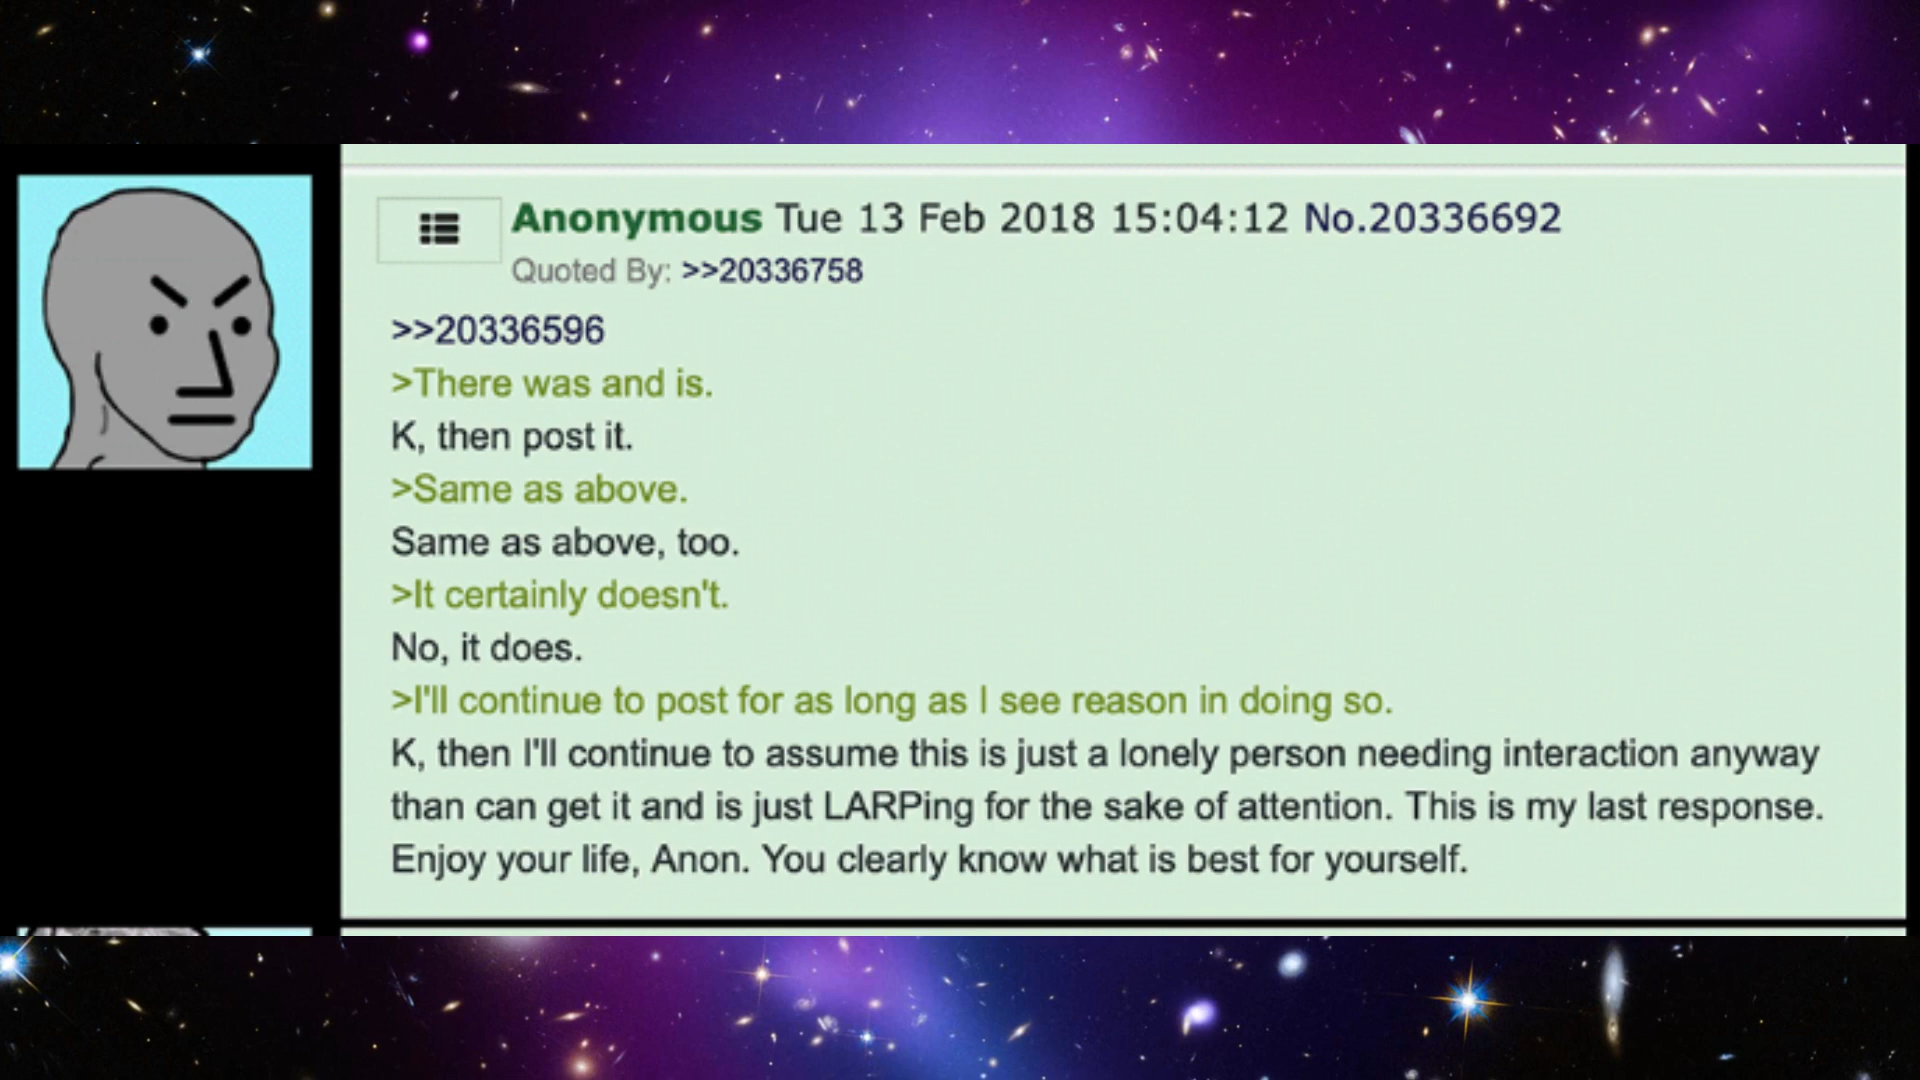 Anonymous Tue 13 Feb 2018 15:04:12 No.20336692
Quoted By: >>20336758
>>20336596
>There was and is.
K, then post it.
>Same as above.
Same as above, too.
>It certainly doesn't.
No, it does.
>I'll continue to post for as long as I see reason in doing so.
K, then I'll continue to assume this is just a lonely person needing interaction anyway
than can get it and is just LARPing for the sake of attention. This is my last response.
Enjoy your life, Anon. You clearly know what is best for yourself.